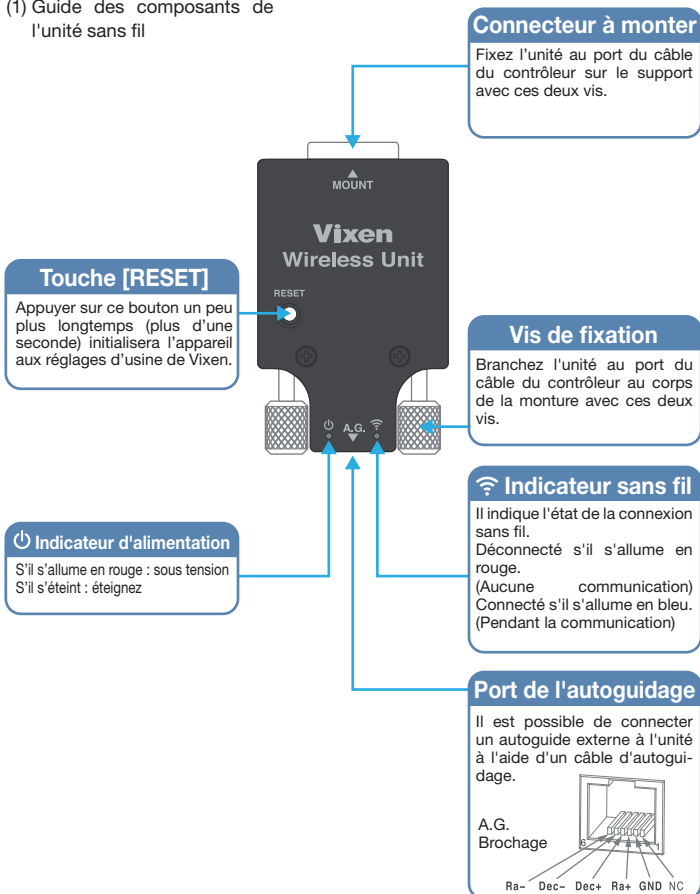 (1) Guide des composants de
l'unité sans fil
Connecteur à monter
Fixez l’unité au port du câble
du contrôleur sur le support
avec ces deux vis.
MOUNT
Vixen
Wireless Unit
RESET
Touche [RESET]
Appuyer sur ce bouton un peu
plus longtemps (plus d’une
seconde) initialisera l’appareil
aux réglages d’usine de Vixen.
Vis de fixation
Branchez l'unité au port du
câble du contrôleur au corps
de la monture avec ces deux
vis.
A.G.
Indicateur sans fil
Il indique l'état de la connexion
sans fil.
Déconnecté s'il s'allume en
rouge.
(Aucune communication)
Connecté s'il s'allume en bleu.
(Pendant la communication)
Indicateur d'alimentation
S’il s’allume en rouge : sous tension
S’il s’éteint : éteignez
Port de l'autoguidage
Il est possible de connecter
un autoguide externe à l'unité
à l'aide d'un câble d'autogui-
dage.
A.G.
Brochage
6 1
Ra− Dec− Dec+ Ra+ GND NC